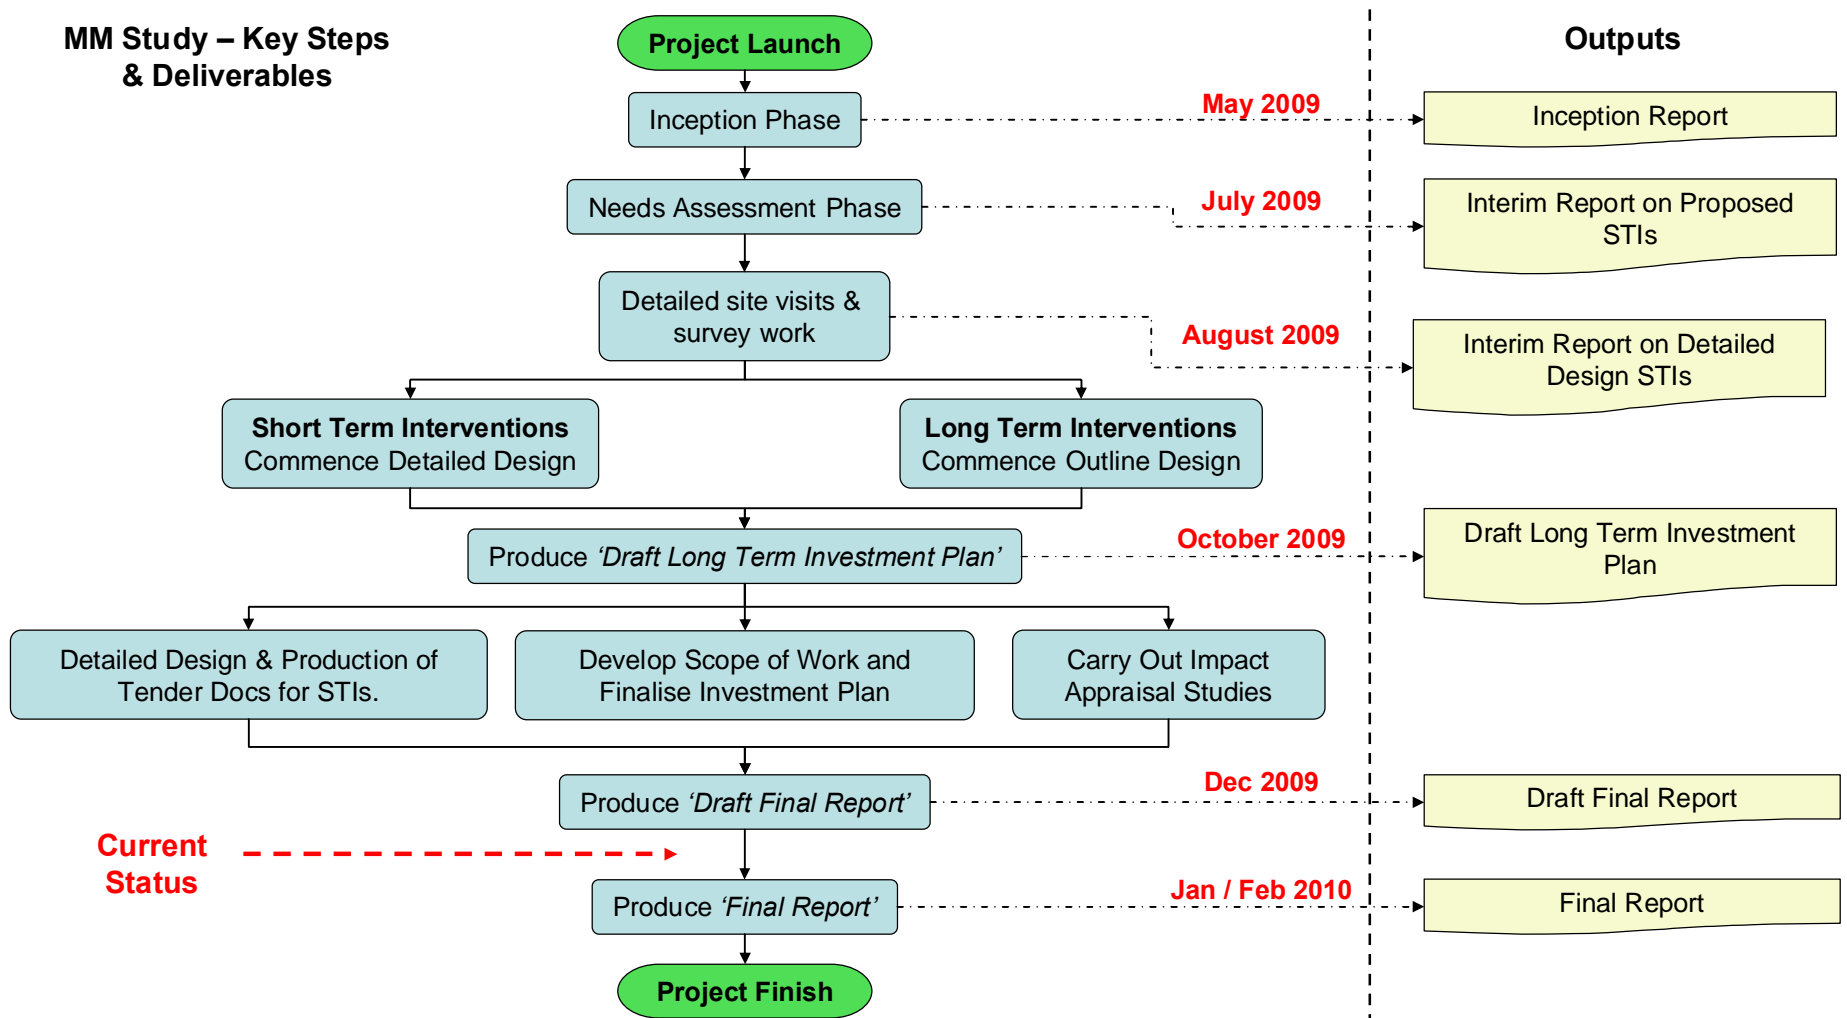 MM Study – Key Steps
& Deliverables
Project Launch
Outputs
Inception Phase
May 2009
Inception Report
Needs Assessment Phase
July 2009
Interim Report on Proposed
STIs
Detailed site visits &
survey work
August 2009
Interim Report on Detailed
Design STIs
Short Term Interventions
Commence Detailed Design
Long Term Interventions
Commence Outline Design
Produce ‘Draft Long Term Investment Plan’
October 2009
Draft Long Term Investment
Plan
Detailed Design & Production of
Tender Docs for STIs.
Develop Scope of Work and
Finalise Investment Plan
Carry Out Impact
Appraisal Studies
Produce ‘Draft Final Report’
Dec 2009
Draft Final Report
Current
Status
Produce ‘Final Report’
Jan / Feb 2010
Final Report
Project Finish